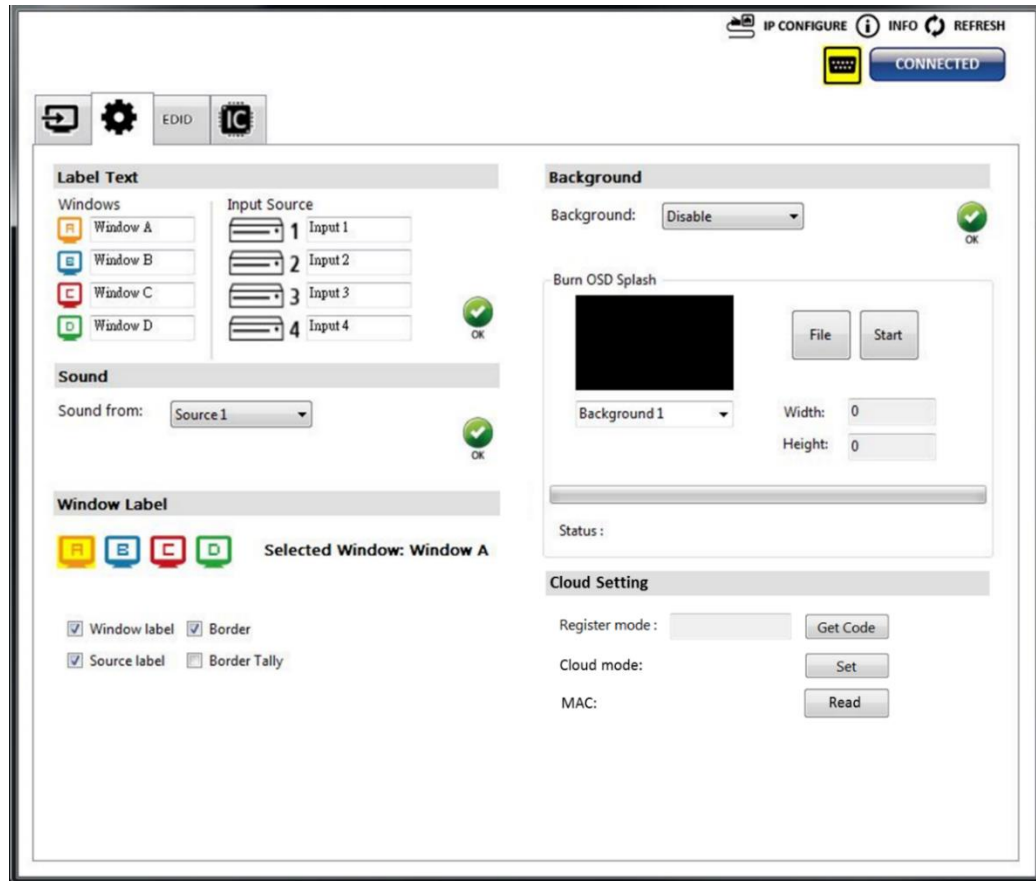 IP CONFIGURE INFO REFRESH
CONNECTED
EDID IC
Label Text
Windows Input Source
A Window A 1 Input 1
B Window B 2 Input 2
C Window C 3 Input 3
D Window D 4 Input 4
OK
Sound
Sound from: Source 1
OK
Window Label
A B C D Selected Window: Window A
Window label Border
Source label Border Tally
Background
Background: Disable
OK
Burn OSD Splash
File Start
Background 1 Width: 0
Height: 0
Status :
Cloud Setting
Register mode : Get Code
Cloud mode: Set
MAC: Read